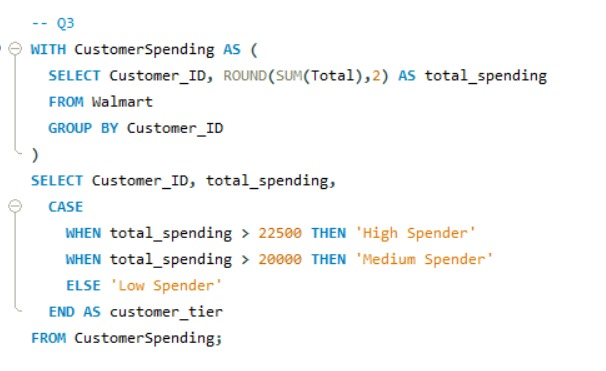 -- Q3
WITH CustomerSpending AS (
SELECT Customer_ID, ROUND(SUM(Total),2) AS total_spending
FROM Walmart
GROUP BY Customer_ID
)
SELECT Customer_ID, total_spending,
CASE
WHEN total_spending > 22500 THEN 'High Spender'
WHEN total_spending > 20000 THEN 'Medium Spender'
ELSE 'Low Spender'
END AS customer_tier
FROM CustomerSpending;